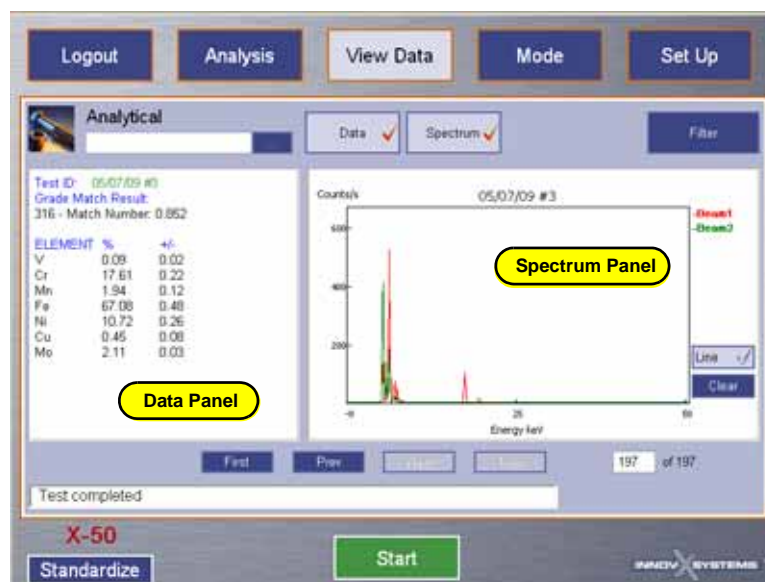 Logout Analysis View Data Mode Set Up
Analytical
Data Spectrum Filter
Test ID: 05/07/09 #3
Grade Match Result:
316 - Match Number: 0.852
ELEMENT % +/-
V 0.09 0.02
Cr 17.61 0.22
Mn 1.94 0.12
Fe 67.08 0.48
Ni 10.72 0.26
Cu 0.45 0.08
Mo 2.11 0.03
Data Panel
Counts/s
05/07/09 #3
-Beam1
-Beam2
600
400
200
Spectrum Panel
Line
Clear
-0 25 50
Energy keV
First Prev 197 of 197
Test completed
X-50
Standardize
Start
INNOV X SYSTEMS